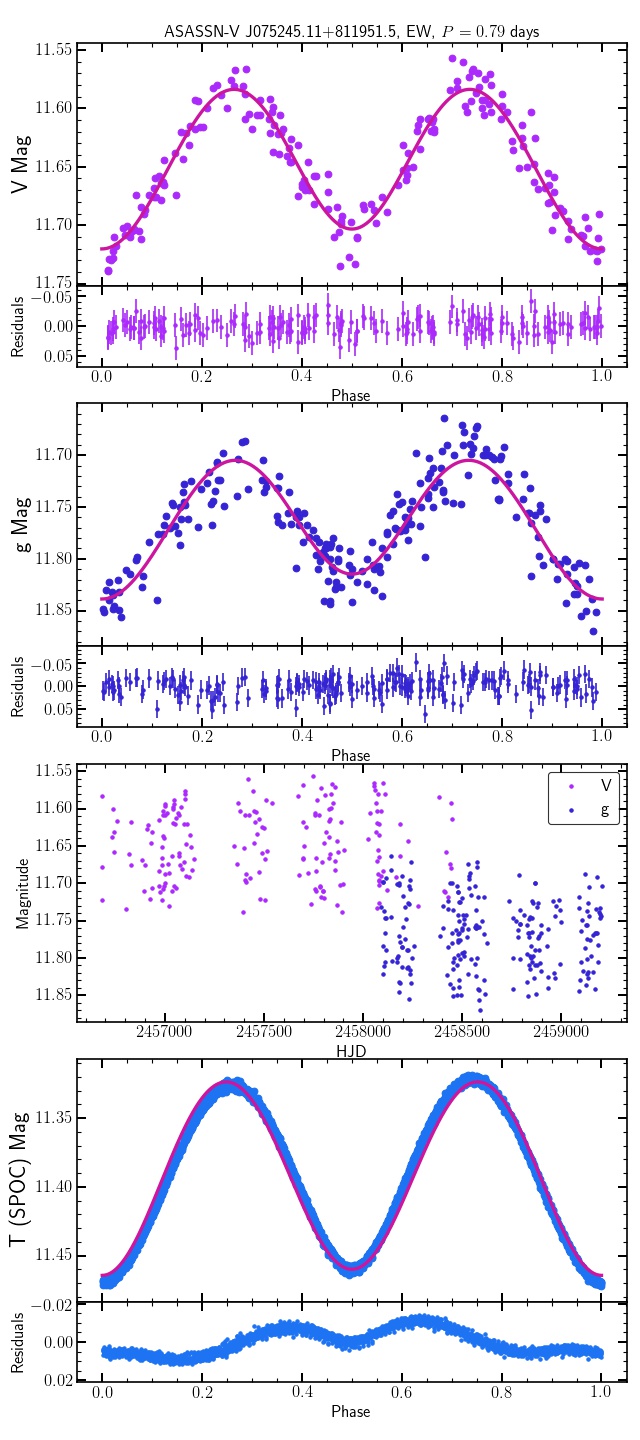 ASASSN-V J075245.11+811951.5, EW, P = 0.79 days
11.55
11.60
11.65
11.70
11.75
V Mag
−0.05
0.00
0.05
Residuals
0.0 0.2 0.4 0.6 0.8 1.0
Phase
11.70
11.75
11.80
11.85
g Mag
−0.05
0.00
0.05
Residuals
0.0 0.2 0.4 0.6 0.8 1.0
Phase
11.55
11.60
11.65
11.70
11.75
11.80
11.85
Magnitude
V
g
2457000 2457500 2458000 2458500 2459000
HJD
11.35
11.40
11.45
T (SPOC) Mag
−0.02
0.00
0.02
Residuals
0.0 0.2 0.4 0.6 0.8 1.0
Phase